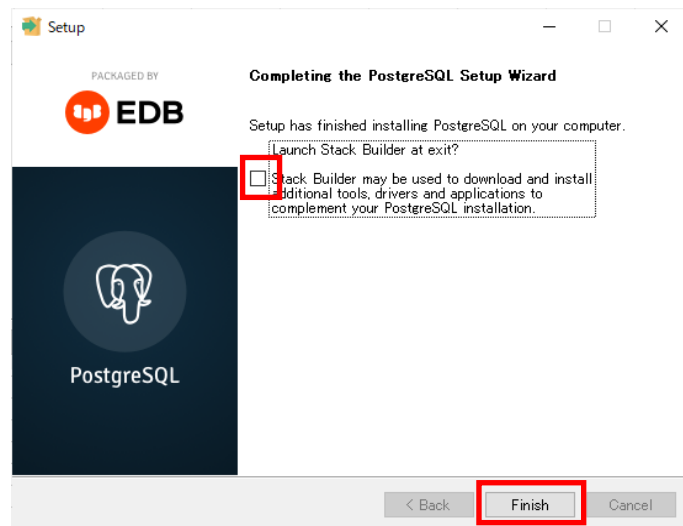 Setup
PACKAGED BY
EDB
PostgreSQL
Completing the PostgreSQL Setup Wizard
Setup has finished installing PostgreSQL on your computer.
Launch Stack Builder at exit?
Stack Builder may be used to download and install
additional tools, drivers and applications to
complement your PostgreSQL installation.
< Back
Finish
Cancel